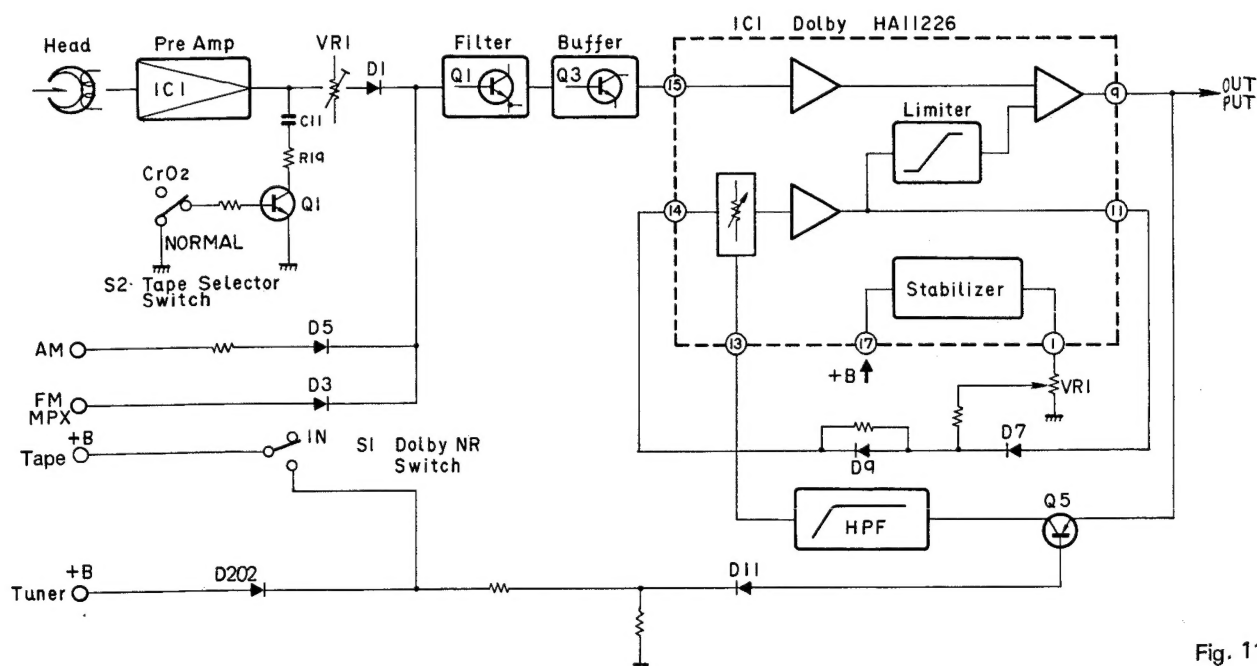 IC1 Dolby HA11226
Head
Pre Amp
VR1
D1
Filter
Buffer
IC1
Q1
Q3
15
9
OUT
PUT
C11
R19
Limiter
CrO2
Q1
14
11
NORMAL
S2· Tape Selector
Switch
Stabilizer
D5
AM
13
17
1
+B
VR1
D3
FM
MPX
+B
Tape
IN
S1 Dolby NR
Switch
D9
D7
Q5
HPF
+B
Tuner
D202
D11
Fig. 1